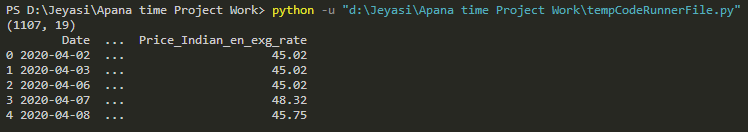 PS D:\Jeyasi\Apana time Project Work> python -u "d:\Jeyasi\Apana time Project Work\tempCodeRunnerFile.py"
(1107, 19)
        Date  ...  Price_Indian_en_exg_rate
0 2020-04-02  ...                     45.02
1 2020-04-03  ...                     45.02
2 2020-04-06  ...                     45.02
3 2020-04-07  ...                     48.32
4 2020-04-08  ...                     45.75